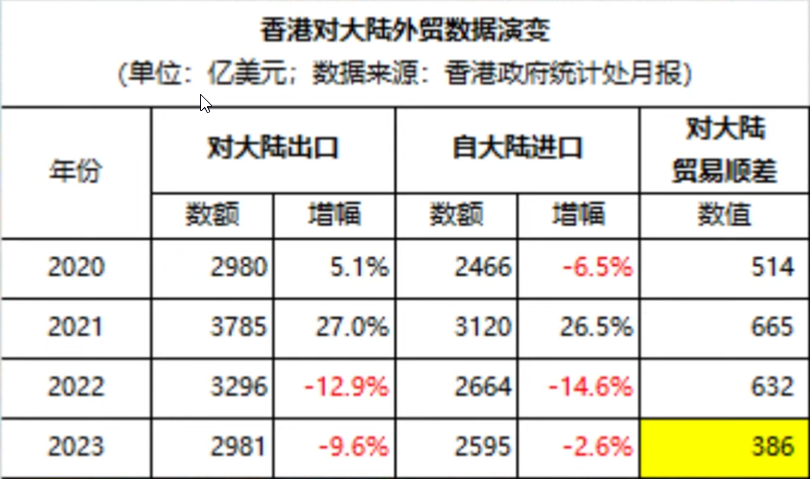 香港对大陆外贸数据演变
(单位：亿美元；数据来源：香港政府统计处月报)
年份 对大陆出口 自大陆进口 对大陆
贸易顺差
数额 增幅 数额 增幅 数值
2020 2980 5.1% 2466 -6.5% 514
2021 3785 27.0% 3120 26.5% 665
2022 3296 -12.9% 2664 -14.6% 632
2023 2981 -9.6% 2595 -2.6% 386